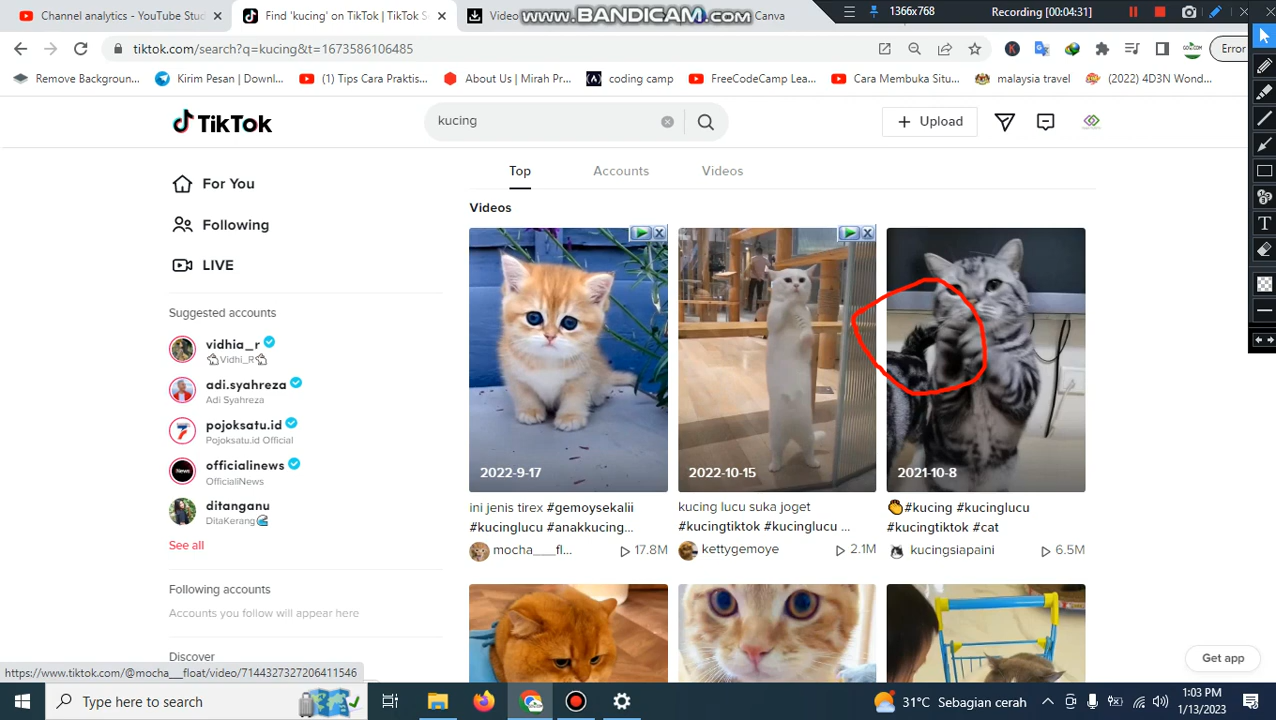 Channel analytics - YouTube Stu
Find 'kucing' on TikTok | TikTok S
Video
www.BANDICAM.com
Canva
1366x768
Recording [00:04:31]
tiktok.com/search?q=kucing&t=1673586106485
Error
Remove Backgroun...
Kirim Pesan | Downl...
(1) Tips Cara Praktis...
About Us | Mirah Fr...
coding camp
FreeCodeCamp Lea...
Cara Membuka Situ...
malaysia travel
(2022) 4D3N Wond...
TikTok
kucing
Upload
For You
Following
LIVE
Suggested accounts
vidhia_r
Vidhi_R
adi.syahreza
Adi Syahreza
pojoksatu.id
Pojoksatu.id Official
officialinews
OfficialiNews
ditanganu
DitaKerang
See all
Following accounts
Accounts you follow will appear here
Discover
Top Accounts Videos
Videos
2022-9-17
ini jenis tirex #gemoysekalii
#kucinglucu #anakkucing...
mocha___fl...
17.8M
2022-10-15
kucing lucu suka joget
#kucingtiktok #kucinglucu ...
kettygemoye
2.1M
2021-10-8
#kucing #kucinglucu
#kucingtiktok #cat
kucingsiapaini
6.5M
Get app
https://www.tiktok.com/@mocha___float/video/7144327327206411546
Type here to search
31°C Sebagian cerah
1:03 PM
1/13/2023